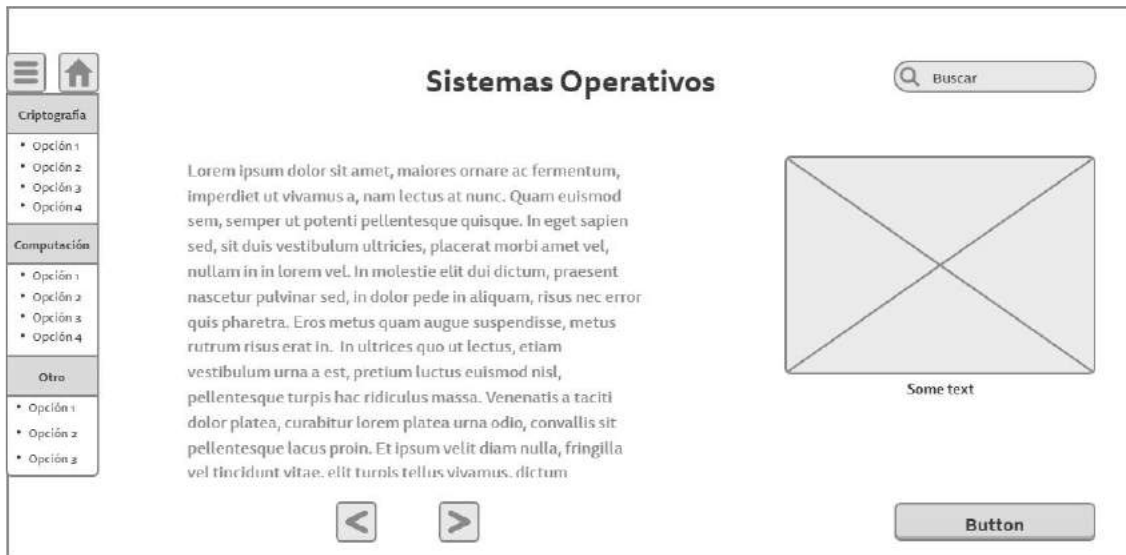 Sistemas Operativos
Buscar
Criptografía
• Opción 1
• Opción 2
• Opción 3
• Opción 4
Computación
• Opción 1
• Opción 2
• Opción 3
• Opción 4
Otro
• Opción 1
• Opción 2
• Opción 3
Lorem ipsum dolor sit amet, maiores ornare ac fermentum,
imperdiet ut vivamus a, nam lectus at nunc. Quam euismod
sem, semper ut potenti pellentesque quisque. In eget sapien
sed, sit duis vestibulum ultricies, placerat morbi amet vel,
nullam in in lorem vel. In molestie elit dui dictum, praesent
nascetur pulvinar sed, in dolor pede in aliquam, risus nec error
quis pharetra. Eros metus quam augue suspendisse, metus
rutrum risus erat in. In ultrices quo ut lectus, etiam
vestibulum urna a est, pretium luctus euismod nisl,
pellentesque turpis hac ridiculus massa. Venenatis a taciti
dolor platea, curabitur lorem platea urna odio, convallis sit
pellentesque lacus proin. Et ipsum velit diam nulla, fringilla
vel tincidunt vitae, elit turpis tellus vivamus, dictum
Some text
Button